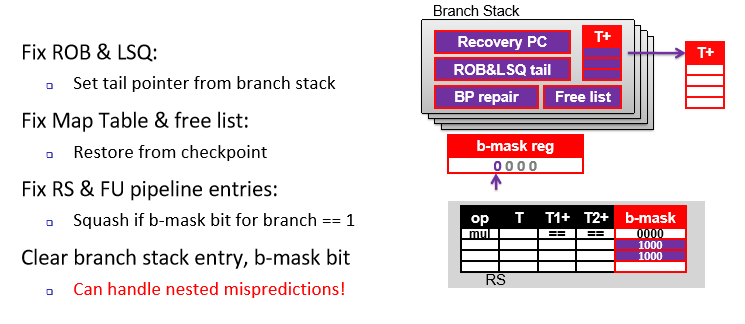 Fix ROB & LSQ:
Set tail pointer from branch stack
Fix Map Table & free list:
Restore from checkpoint
Fix RS & FU pipeline entries:
Squash if b-mask bit for branch == 1
Clear branch stack entry, b-mask bit
Can handle nested mispredictions!
Branch Stack
Recovery PC
T+
ROB&LSQ tail
BP repair
Free list
T+
b-mask reg
0 0 0 0
op T T1+ T2+ b-mask
mul == == 0000
1000
1000
RS